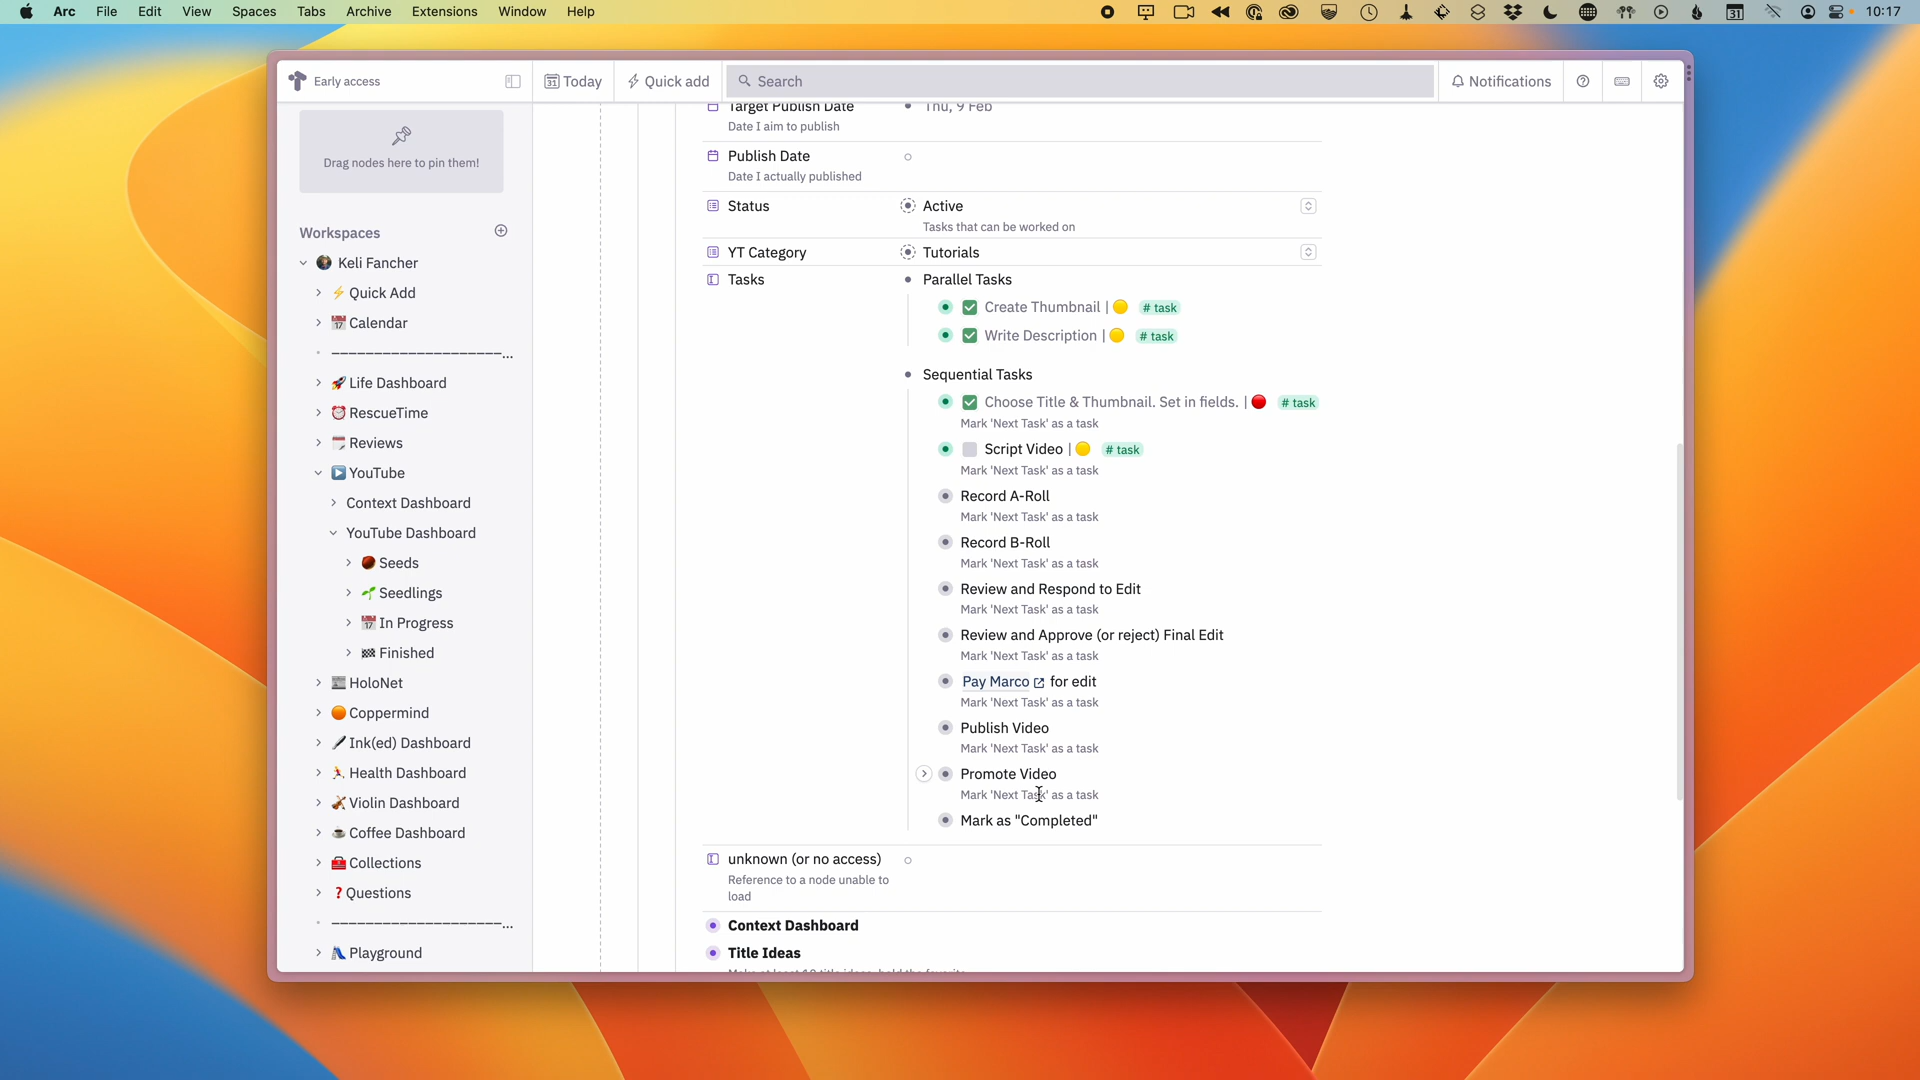 Arc File Edit View Spaces Tabs Archive Extensions Window Help 31 10:17
Early access
31 Today
Quick add
Search
Notifications
Drag nodes here to pin them!
Workspaces
Keli Fancher
Quick Add
Calendar
Life Dashboard
RescueTime
Reviews
YouTube
Context Dashboard
YouTube Dashboard
Seeds
Seedlings
In Progress
Finished
HoloNet
Coppermind
Ink(ed) Dashboard
Health Dashboard
Violin Dashboard
Coffee Dashboard
Collections
Questions
Playground
Target Publish Date Thu, 9 Feb
Date I aim to publish
Publish Date
Date I actually published
Status Active
Tasks that can be worked on
YT Category Tutorials
Tasks Parallel Tasks
Create Thumbnail | # task
Write Description | # task
Sequential Tasks
Choose Title & Thumbnail. Set in fields. | # task
Mark 'Next Task' as a task
Script Video | # task
Mark 'Next Task' as a task
Record A-Roll
Mark 'Next Task' as a task
Record B-Roll
Mark 'Next Task' as a task
Review and Respond to Edit
Mark 'Next Task' as a task
Review and Approve (or reject) Final Edit
Mark 'Next Task' as a task
Pay Marco for edit
Mark 'Next Task' as a task
Publish Video
Mark 'Next Task' as a task
Promote Video
Mark 'Next Task' as a task
Mark as "Completed"
unknown (or no access)
Reference to a node unable to
load
Context Dashboard
Title Ideas